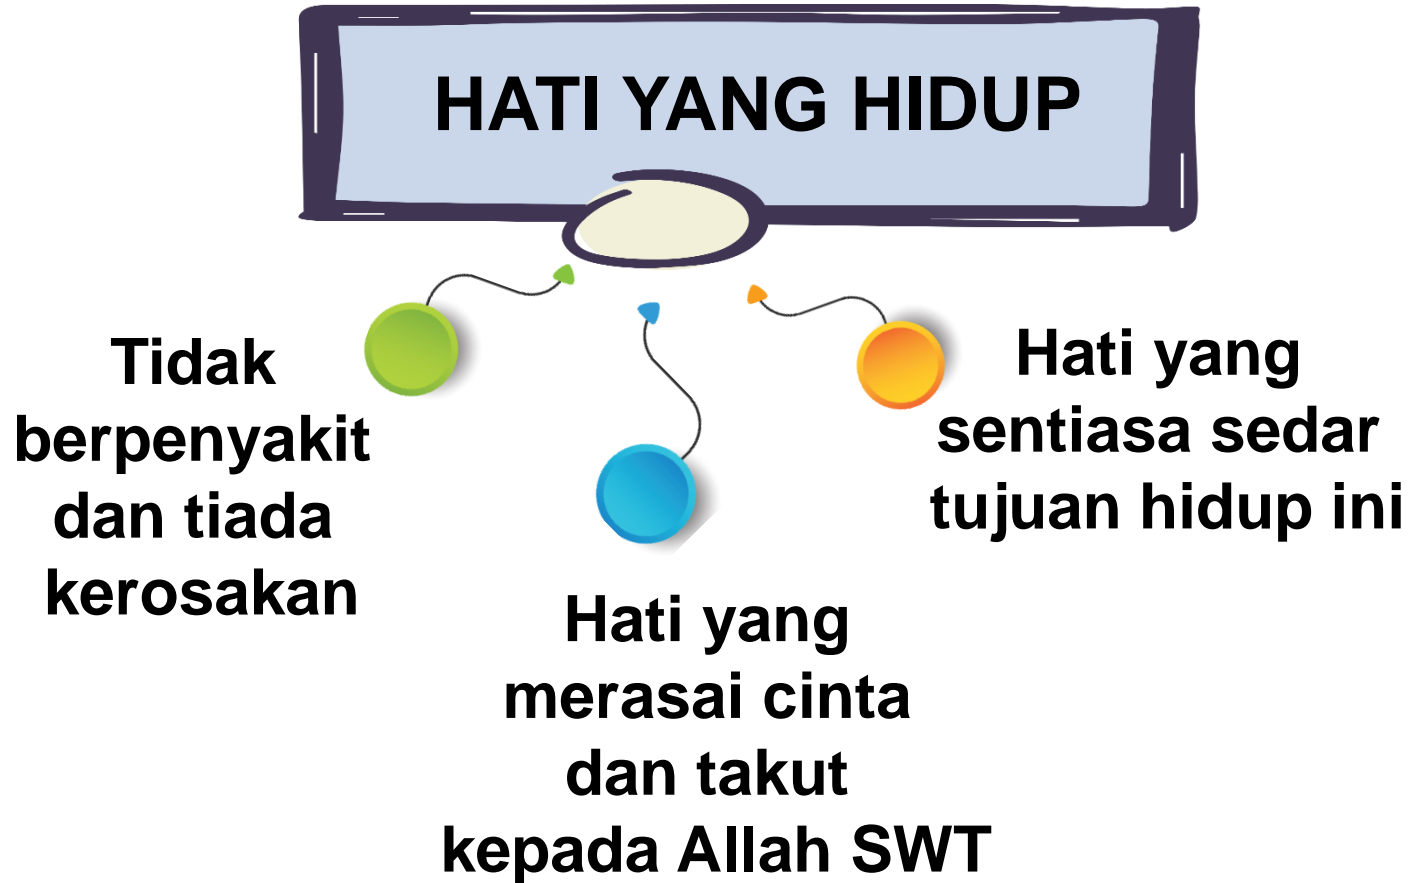 HATI YANG HIDUP
Tidak
berpenyakit
dan tiada
kerosakan
Hati yang
merasai cinta
dan takut
kepada Allah SWT
Hati yang
sentiasa sedar
tujuan hidup ini